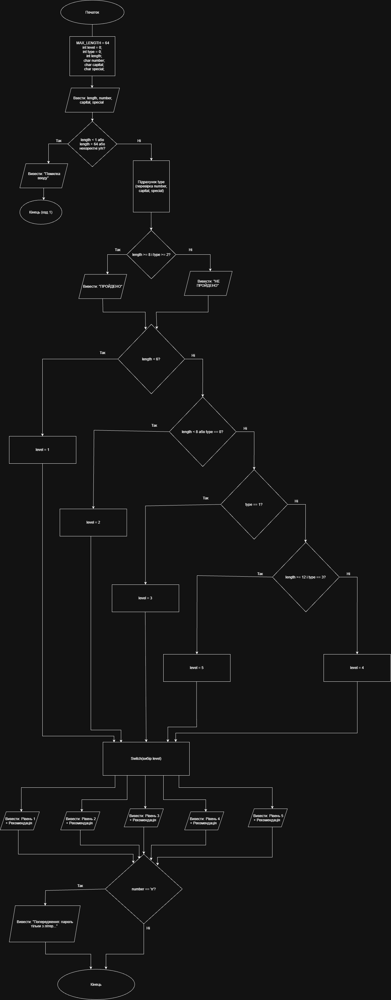 Початок
MAX_LENGTH = 64
int level = 0;
int type = 0;
int length;
char number;
char capital;
char special;
Ввести: length, number,
capital, special
Так
length < 1 або
length > 64 або
некоректні y/n?
Ні
Вивести: "Помилка
вводу"
Підрахунок type
(перевірка number,
capital, special)
Кінець (код 1)
Так
length >= 8 і type >= 2?
Ні
Вивести: "ПРОЙДЕНО"
Вивести: "НЕ
ПРОЙДЕНО"
Так
length < 6?
Ні
Так
length < 8 або type == 0?
Ні
level = 1
Так
type == 1?
Ні
level = 2
Так
length >= 12 і type == 3?
Ні
level = 3
level = 5
level = 4
Switch(вибір level)
Вивести: Рівень 1
+ Рекомендація
Вивести: Рівень 2
+ Рекомендація
Вивести: Рівень 3
+ Рекомендація
Вивести: Рівень 4
+ Рекомендація
Вивести: Рівень 5
+ Рекомендація
Так
number == 'n'?
Ні
Вивести: "Попередження: пароль
тільки з літер..."
Кінець